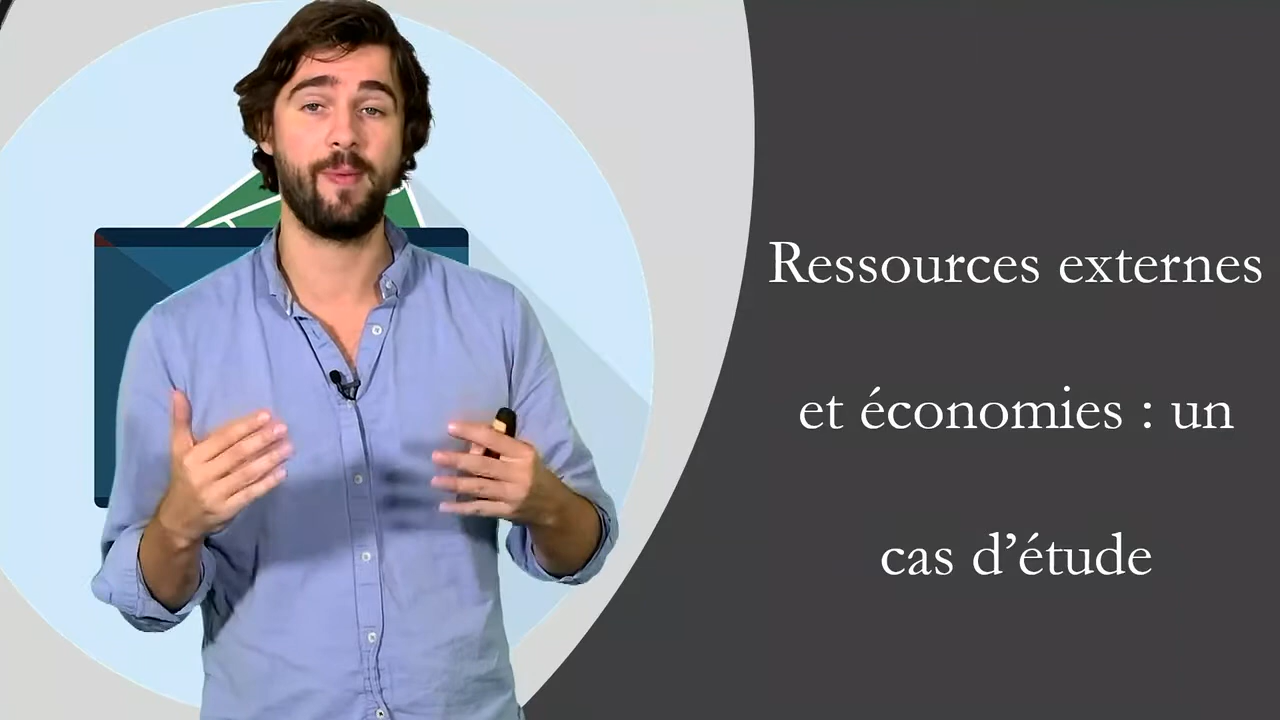 Ressources externes
et économies : un
cas d’étude